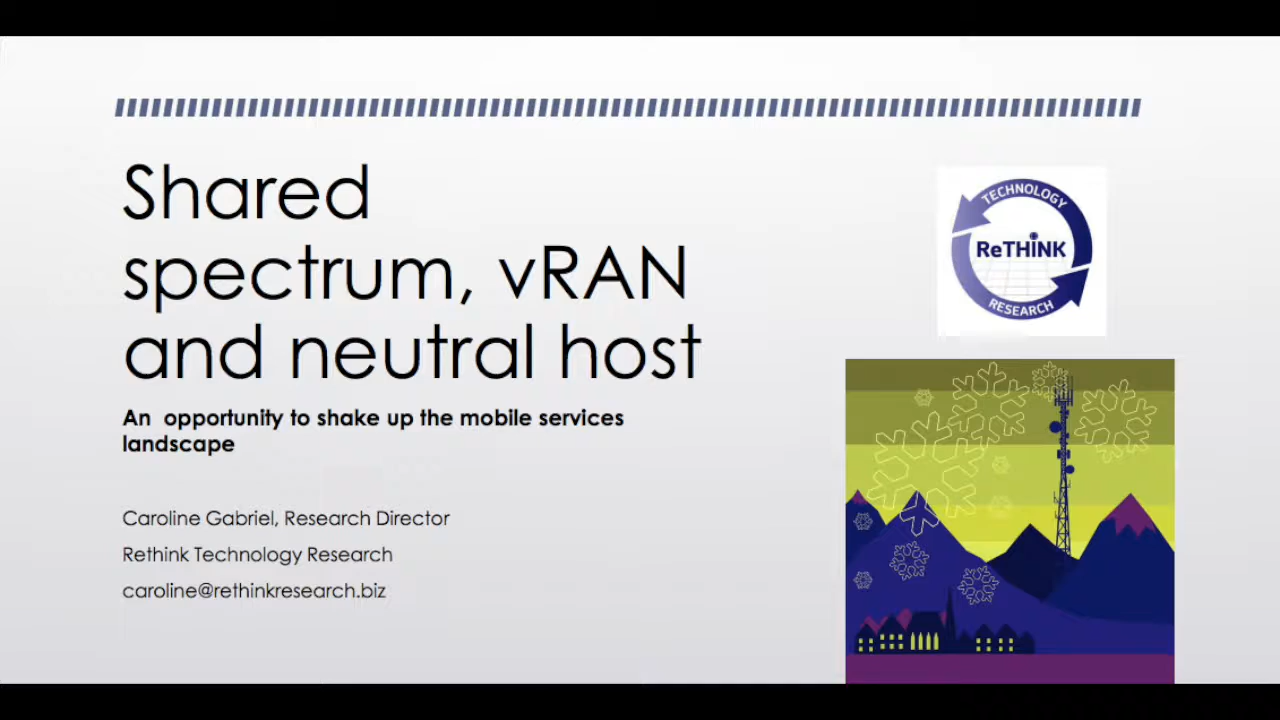 Shared
spectrum, vRAN
and neutral host
An opportunity to shake up the mobile services
landscape
Caroline Gabriel, Research Director
Rethink Technology Research
caroline@rethinkresearch.biz
TECHNOLOGY
ReTHINK
RESEARCH